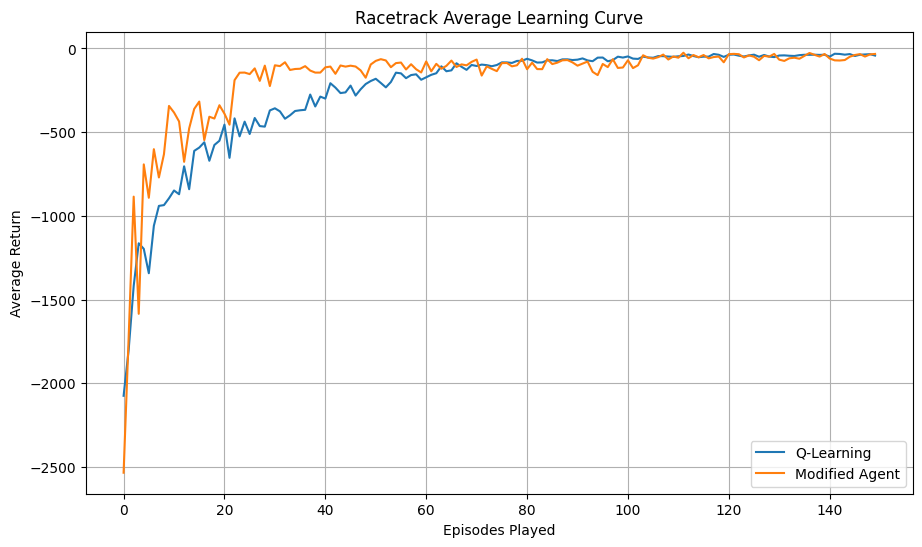 Racetrack Average Learning Curve
Average Return
0
−500
−1000
−1500
−2000
−2500
0 20 40 60 80 100 120 140
Episodes Played
Q-Learning
Modified Agent